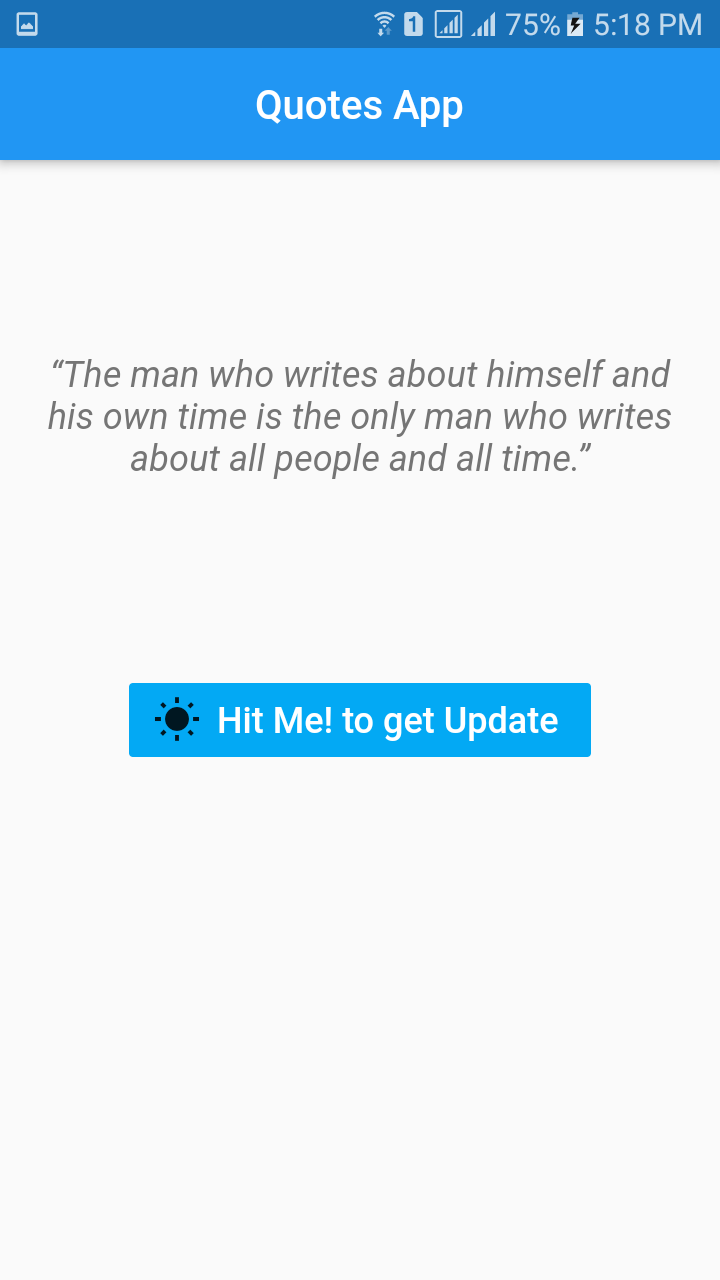 1 75% 5:18 PM
Quotes App
“The man who writes about himself and
his own time is the only man who writes
about all people and all time.”
Hit Me! to get Update